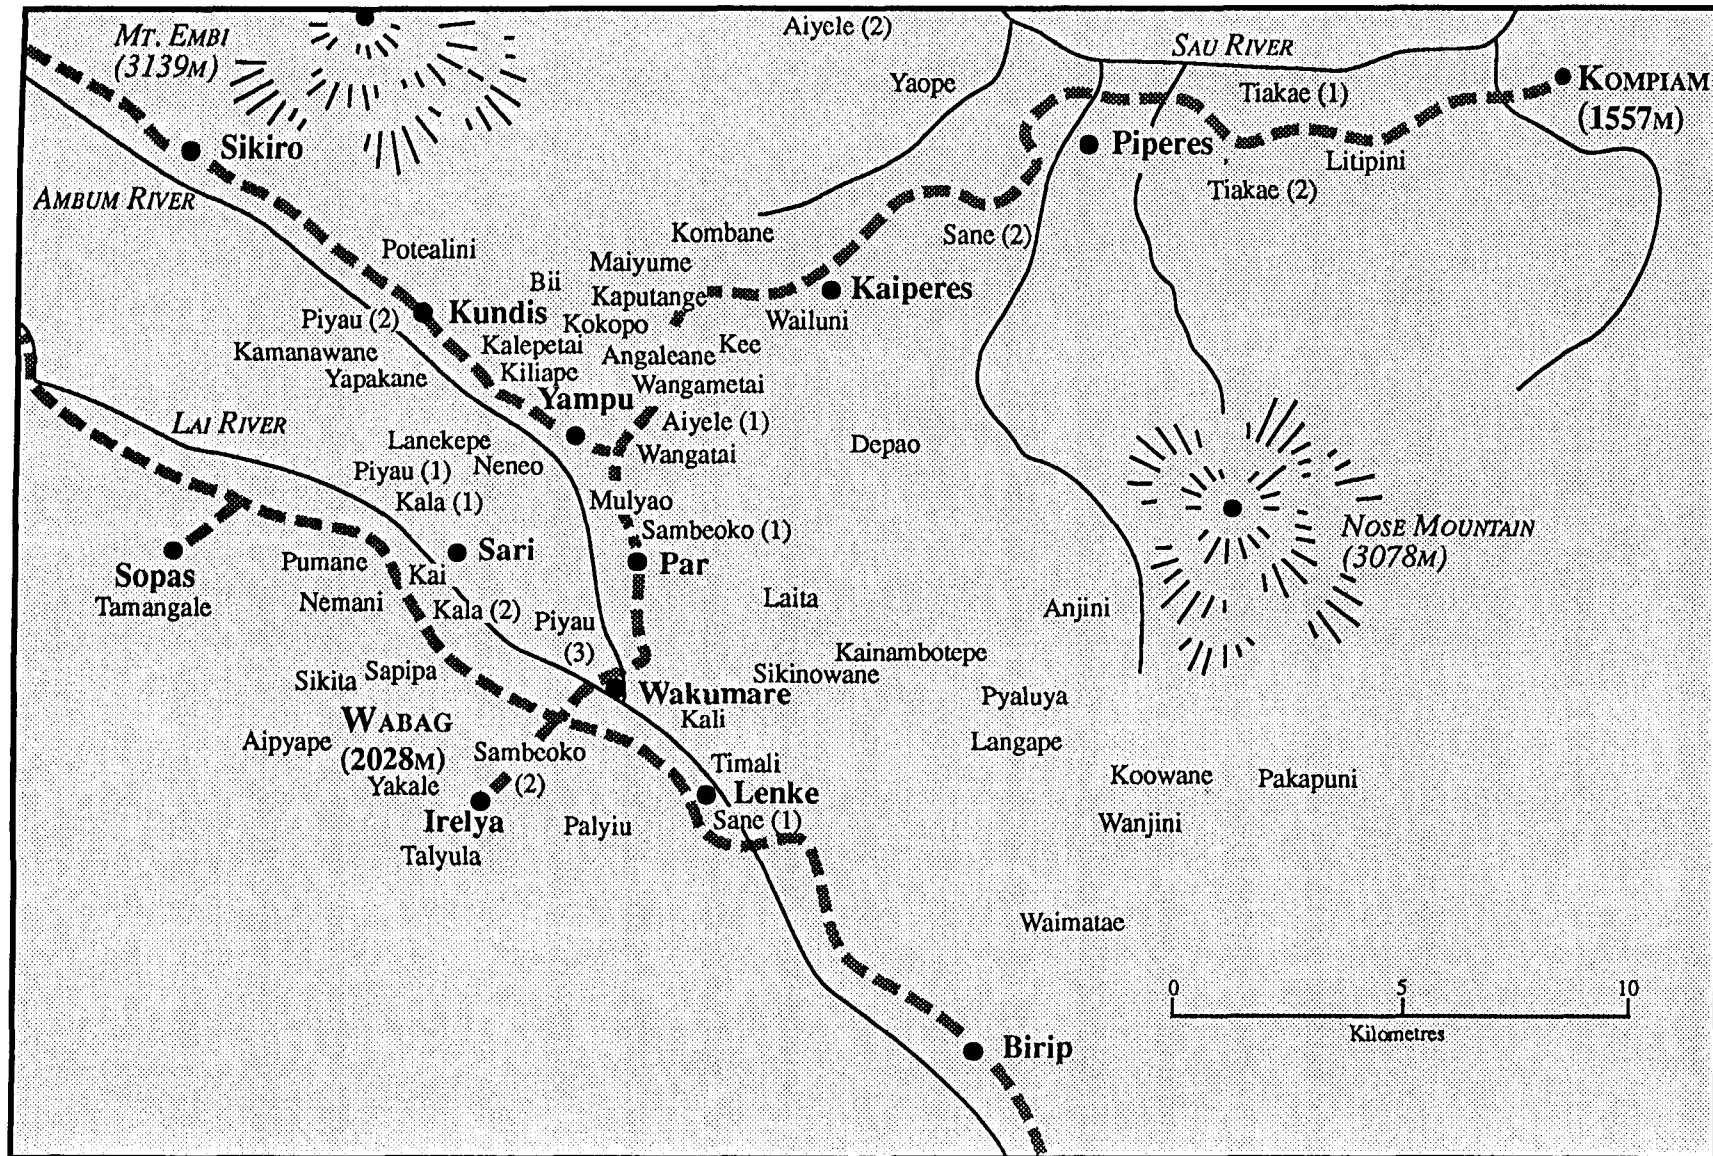 MT. EMBI
(3139M)
Aiyele (2)
SAU RIVER
Yaope
Tiakae (1)
KOMPIAM
(1557M)
Sikiro
Piperes
Litipini
Tiakae (2)
AMBUM RIVER
Potealini
Kombane
Sane (2)
Maiyume
Bii
Kaputange
Kaiperes
Piyau (2)
Kundis
Kokopo
Wailuni
Kamanawane
Kalepetai
Angaleane
Kee
Yapakane
Kiliape
Wangametai
Yampu
LAI RIVER
Aiyele (1)
Lanekepe
Depao
Piyau (1)
Neneo
Wangatai
Kala (1)
Mulyao
Sambeoko (1)
NOSE MOUNTAIN
(3078M)
Sari
Pumane
Par
Sopas
Kai
Tamangale
Nemani
Kala (2)
Laita
Anjini
Piyau
(3)
Kainambotepe
Sikita
Sapipa
Sikinowane
Wakumare
Pyaluya
Kali
WABAG
(2028M)
Aipyape
Sambeoko
(2)
Langape
Timali
Yakale
Koowane
Pakapuni
Lenke
Irelya
Palyiu
Sane (1)
Wanjini
Talyula
Waimatae
0 5 10
Kilometres
Birip